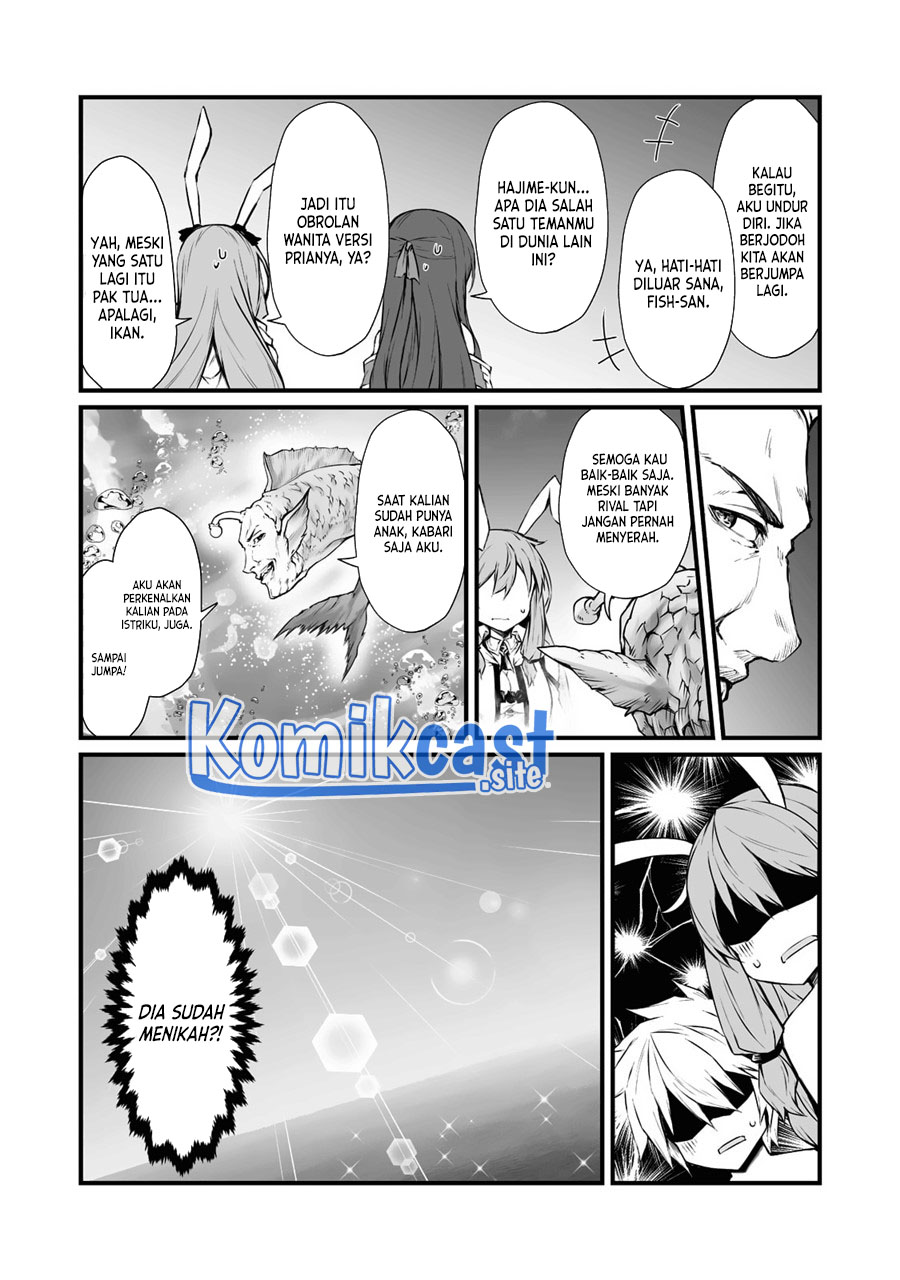 KALAU
BEGITU,
AKU UNDUR
DIRI. JIKA
BERJODOH
KITA AKAN
BERJUMPA
LAGI.
YA, HATI-HATI
DILUAR SANA,
FISH-SAN.
HAJIME-KUN...
APA DIA SALAH
SATU TEMANMU
DI DUNIA LAIN
INI?
JADI ITU
OBROLAN
WANITA VERSI
PRIANYA, YA?
YAH, MESKI
YANG SATU
LAGI ITU
PAK TUA...
APALAGI,
IKAN.
SEMOGA KAU
BAIK-BAIK SAJA.
MESKI BANYAK
RIVAL TAPI
JANGAN PERNAH
MENYERAH.
SAAT KALIAN
SUDAH PUNYA
ANAK, KABARI
SAJA AKU.
AKU AKAN
PERKENALKAN
KALIAN PADA
ISTRIKU, JUGA.
SAMPAI
JUMPA!
Komikcast
.site
DIA SUDAH
MENIKAH?!